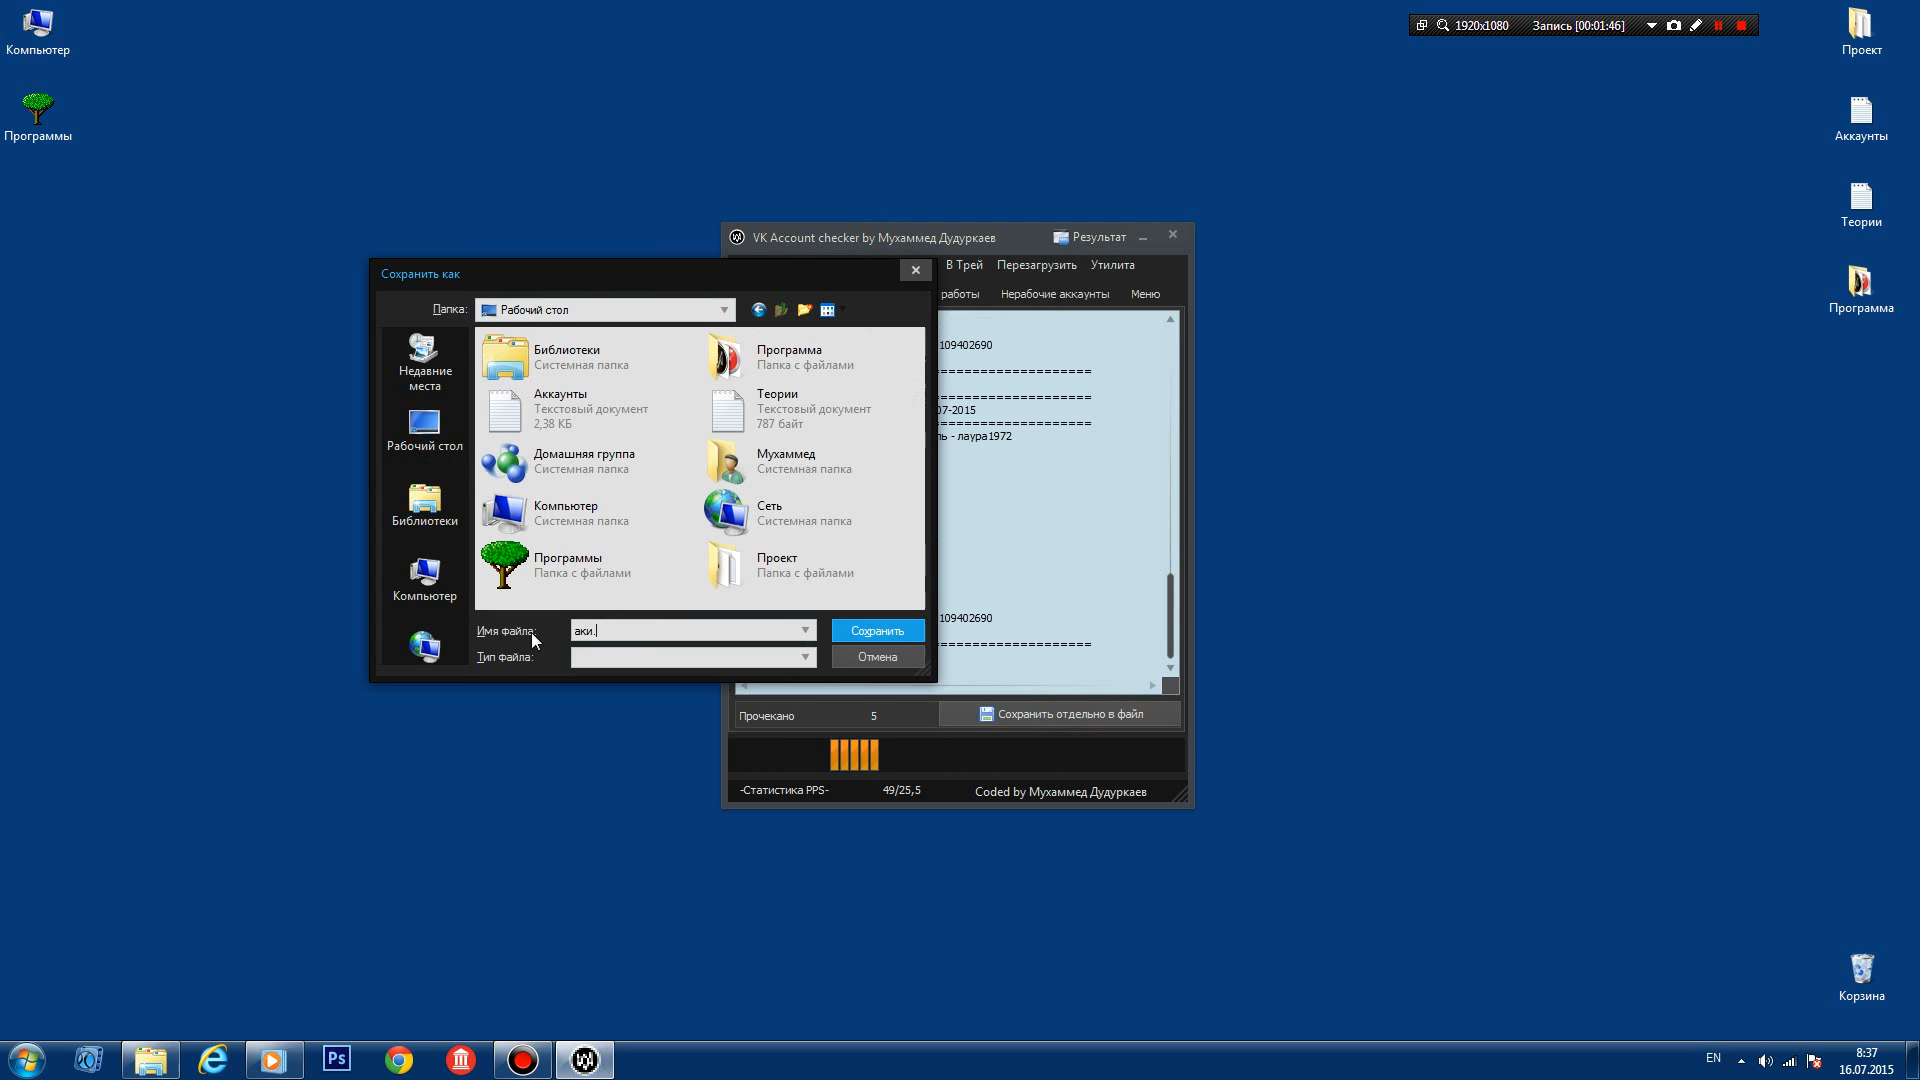 Компьютер
Программы
1920x1080 Запись [00:01:46]
Проект
Аккаунты
Теории
Программа
VK Account checker by Мухаммед Дудуркаев Результат
В Трей Перезагрузить Утилита
работы Нерабочие аккаунты Меню
109402690
====================
====================
07-2015
====================
ль - лаура1972
109402690
====================
Прочекано 5 Сохранить отдельно в файл
-Статистика PPS- 49/25,5 Coded by Мухаммед Дудуркаев
Сохранить как
Папка: Рабочий стол
Недавние места
Рабочий стол
Библиотеки
Компьютер
Библиотеки
Системная папка
Программа
Папка с файлами
Аккаунты
Текстовый документ
2,38 КБ
Теории
Текстовый документ
787 байт
Домашняя группа
Системная папка
Мухаммед
Системная папка
Компьютер
Системная папка
Сеть
Системная папка
Программы
Папка с файлами
Проект
Папка с файлами
Имя файла: аки. Сохранить
Тип файла: Отмена
Корзина
Ps
EN
8:37
16.07.2015